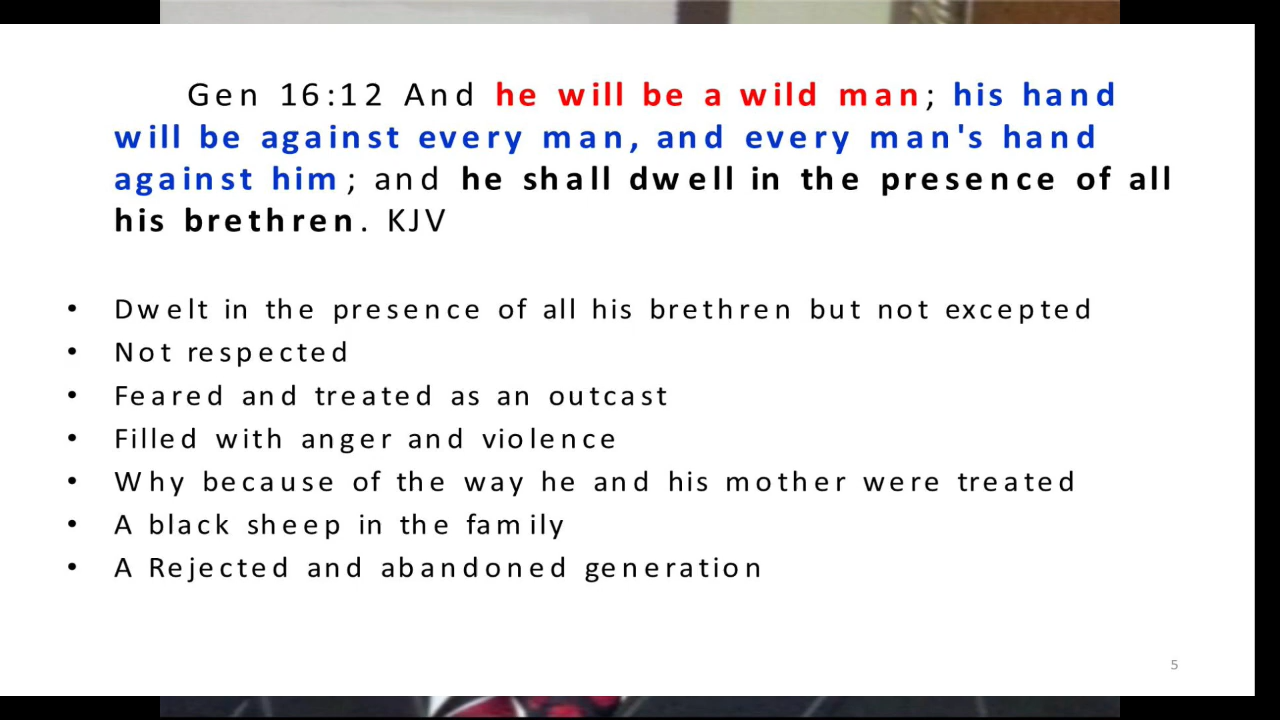 Gen 16:12 And he will be a wild man; his hand
will be against every man, and every man's hand
against him; and he shall dwell in the presence of all
his brethren. KJV
• Dwelt in the presence of all his brethren but not excepted
• Not respected
• Feared and treated as an outcast
• Filled with anger and violence
• Why because of the way he and his mother were treated
• A black sheep in the family
• A Rejected and abandoned generation
5